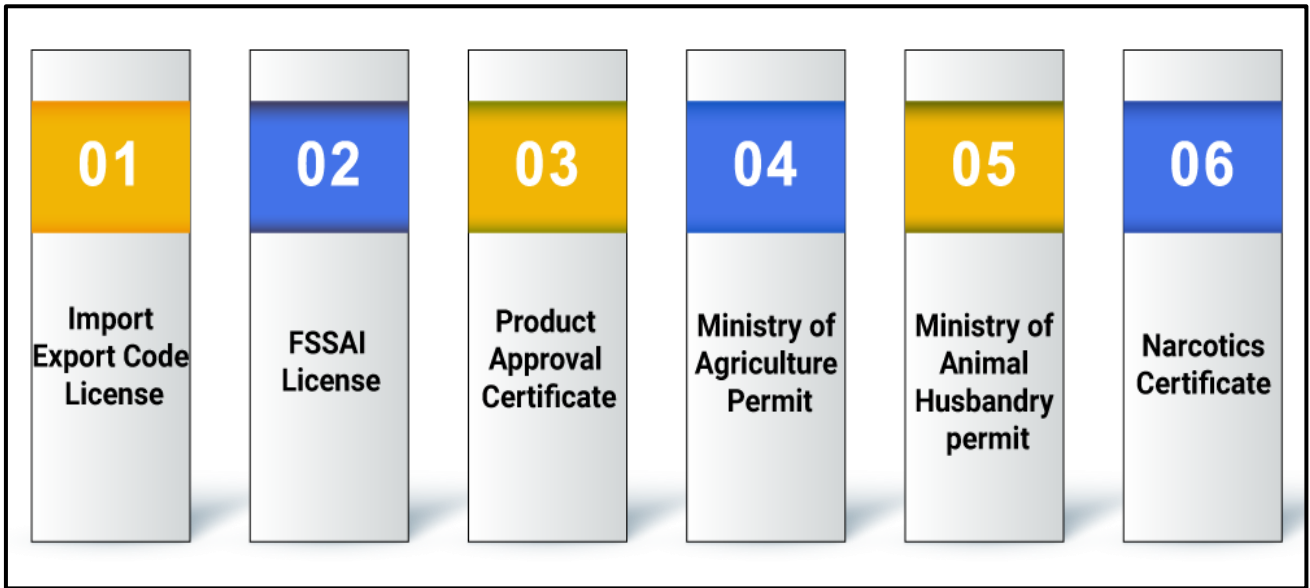 01
Import
Export Code
License
02
FSSAI
License
03
Product
Approval
Certificate
04
Ministry of
Agriculture
Permit
05
Ministry of
Animal
Husbandry
permit
06
Narcotics
Certificate